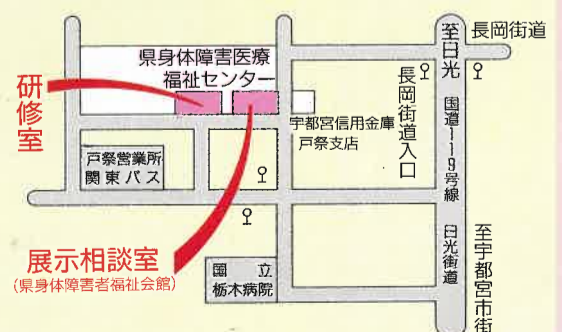 長岡街道
至日光
県身体障害医療
福祉センター
研修室
長岡街道入口
国道119号線
宇都宮信用金庫
戸祭支店
戸祭営業所
関東バス
展示相談室
(県身体障害者福祉会館)
国立
栃木病院
日光街道
至宇都宮市街